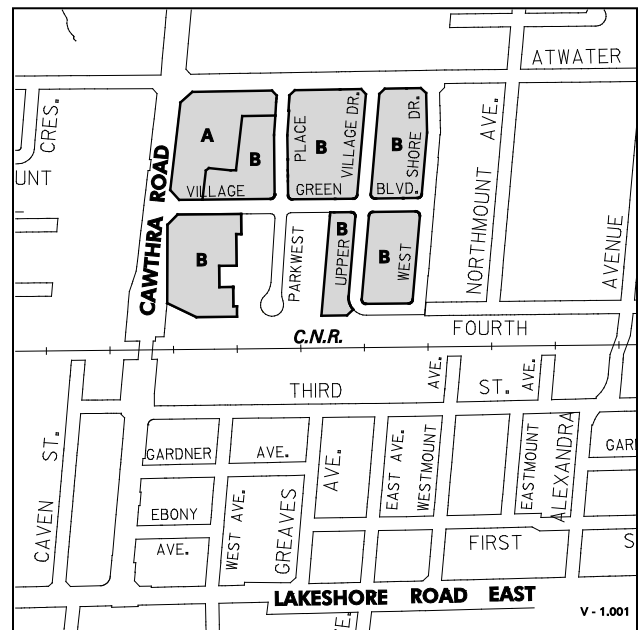 ATWATER
CRES.
UNT
CAWTHRA ROAD
A
B
PLACE
B
VILLAGE DR.
B
SHORE DR.
NORTHMOUNT AVE.
VILLAGE GREEN BLVD.
B
PARKWEST
B
UPPER
B
WEST
AVENUE
C.N.R.
FOURTH
THIRD ST.
AVE.
AVE.
CAVEN ST.
GARDNER AVE.
AVE.
EAST AVE.
WESTMOUNT
EASTMOUNT
ALEXANDRA
GAR
EBONY
AVE.
WEST AVE.
GREAVES
FIRST S
LAKESHORE ROAD EAST
VE.
V - 1.001